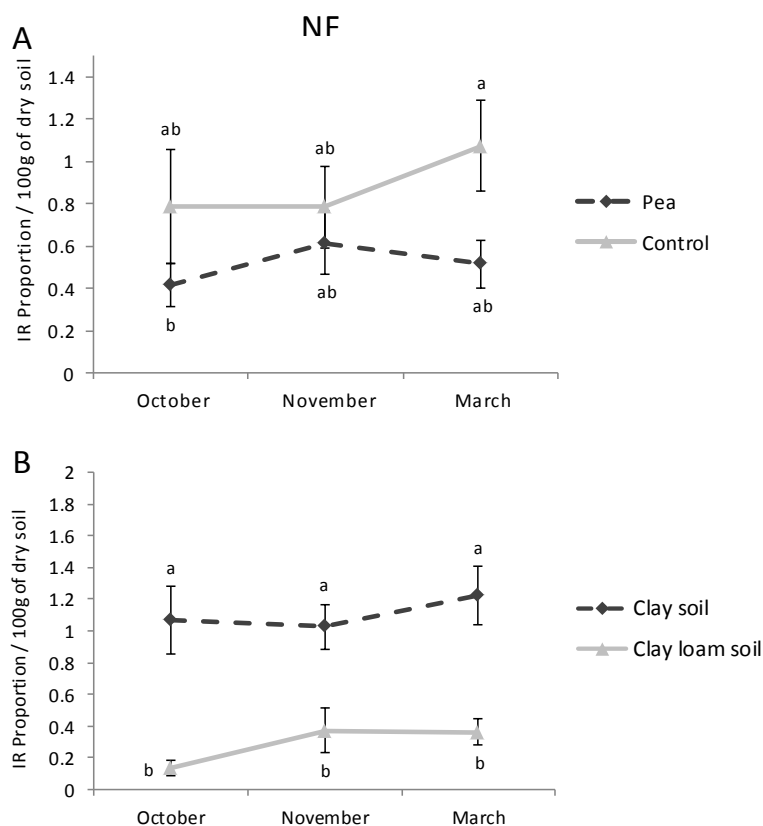 NF
A
IR Proportion / 100g of dry soil
1.4
1.2
1
0.8
0.6
0.4
0.2
0
ab
ab
a
b
ab
ab
October November March
Pea
Control
B
IR Proportion / 100g of dry soil
2
1.8
1.6
1.4
1.2
1
0.8
0.6
0.4
0.2
0
a
a
a
b
b
b
October November March
Clay soil
Clay loam soil